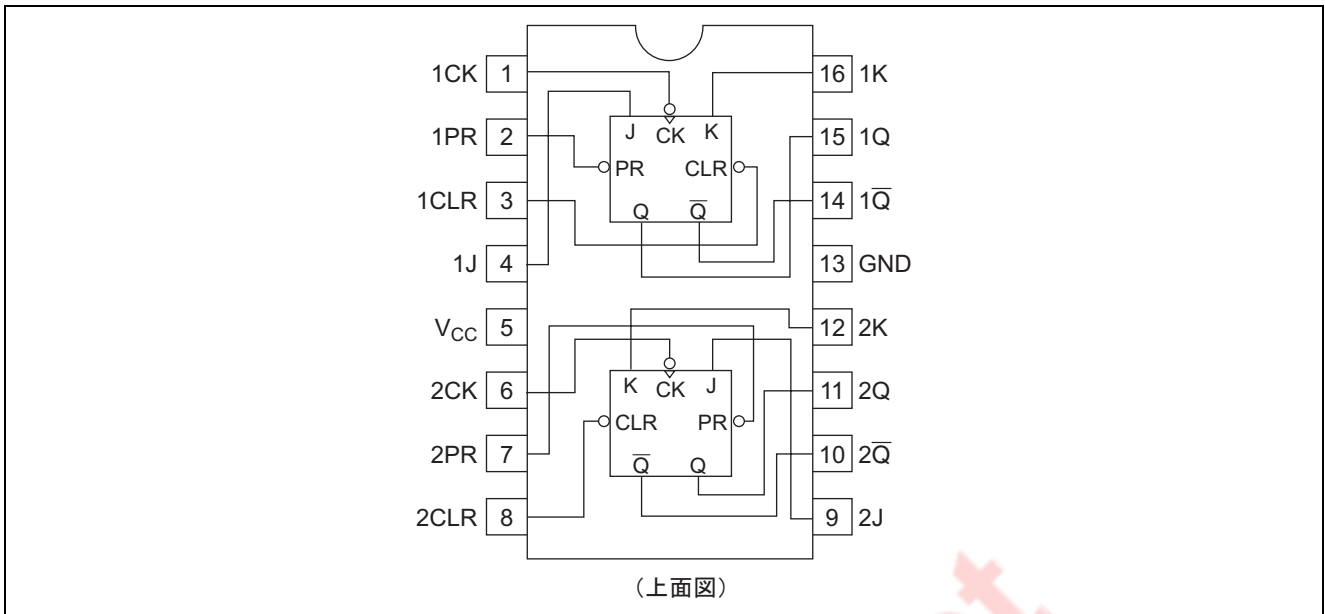 1CK 1 16 1K
J CK K
1PR 2 15 1Q
PR CLR
1CLR 3 14 1Q̅
Q Q̅
1J 4 13 GND
VCC 5 12 2K
K CK J
2CK 6 11 2Q
CLR PR
2PR 7 10 2Q̅
Q̅ Q
2CLR 8 9 2J
(上面図)